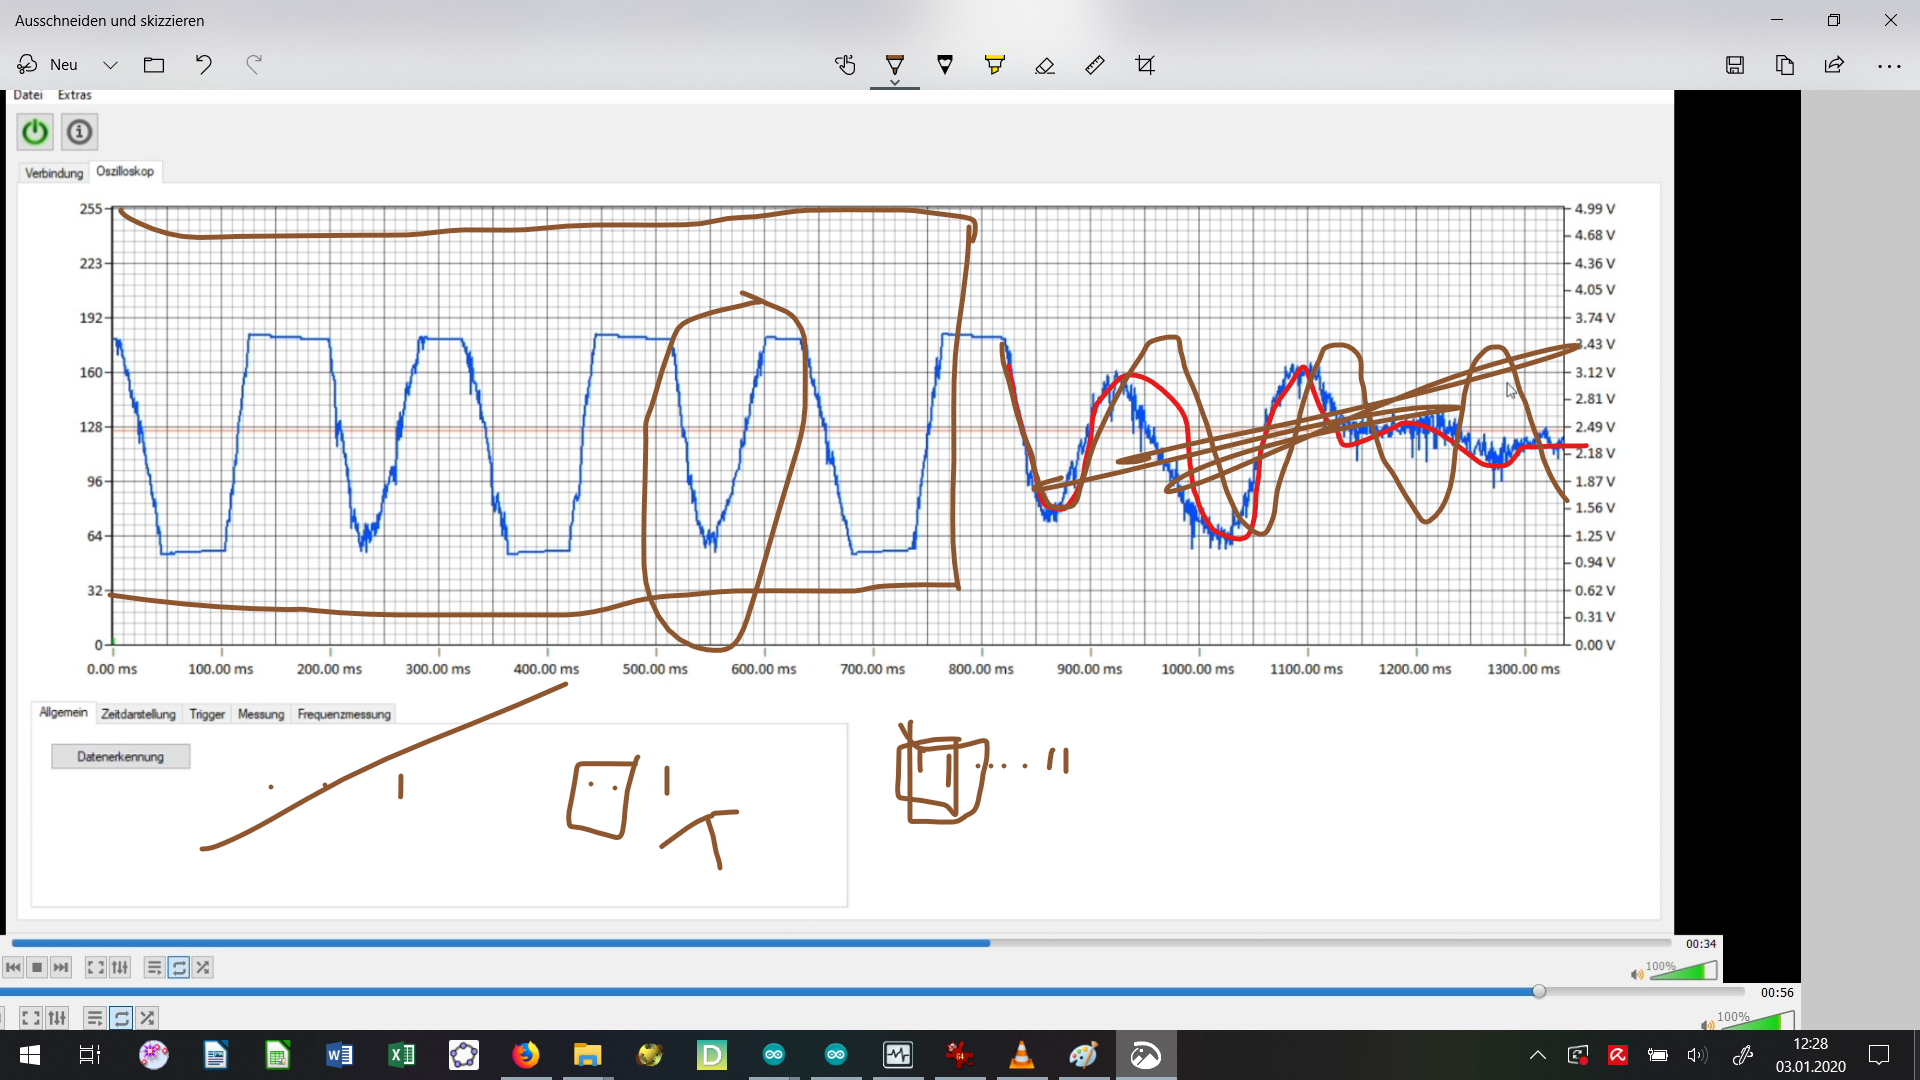 Ausschneiden und skizzieren
Neu
Datei Extras
Verbindung Oszilloskop
255 4.99 V
4.68 V
223 4.36 V
4.05 V
192 3.74 V
3.43 V
160 3.12 V
2.81 V
128 2.49 V
2.18 V
96 1.87 V
1.56 V
64 1.25 V
0.94 V
32 0.62 V
0.31 V
0 0.00 V
0.00 ms 100.00 ms 200.00 ms 300.00 ms 400.00 ms 500.00 ms 600.00 ms 700.00 ms 800.00 ms 900.00 ms 1000.00 ms 1100.00 ms 1200.00 ms 1300.00 ms
Allgemein Zeitdarstellung Trigger Messung Frequenzmessung
Datenerkennung
00:34
100%
00:56
100%
W X D 64
12:28
03.01.2020